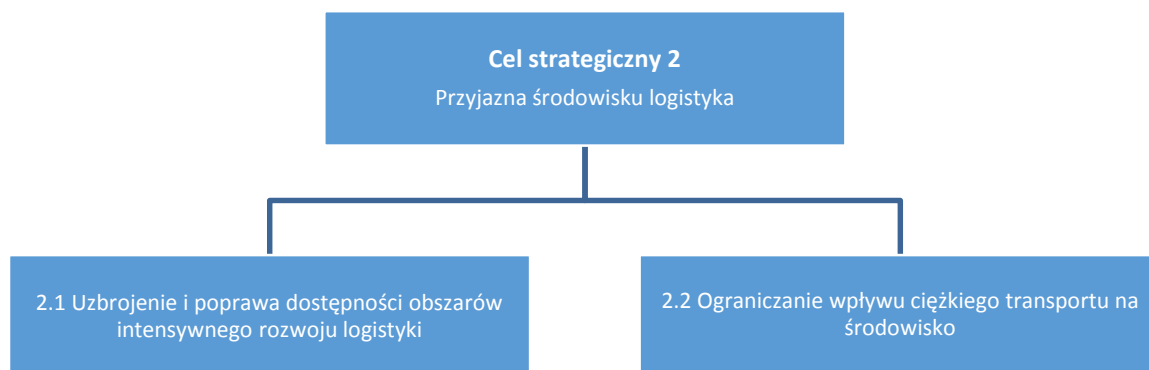 Cel strategiczny 2
Przyjazna środowisku logistyka
2.1 Uzbrojenie i poprawa dostępności obszarów
intensywnego rozwoju logistyki
2.2 Ograniczanie wpływu ciężkiego transportu na
środowisko